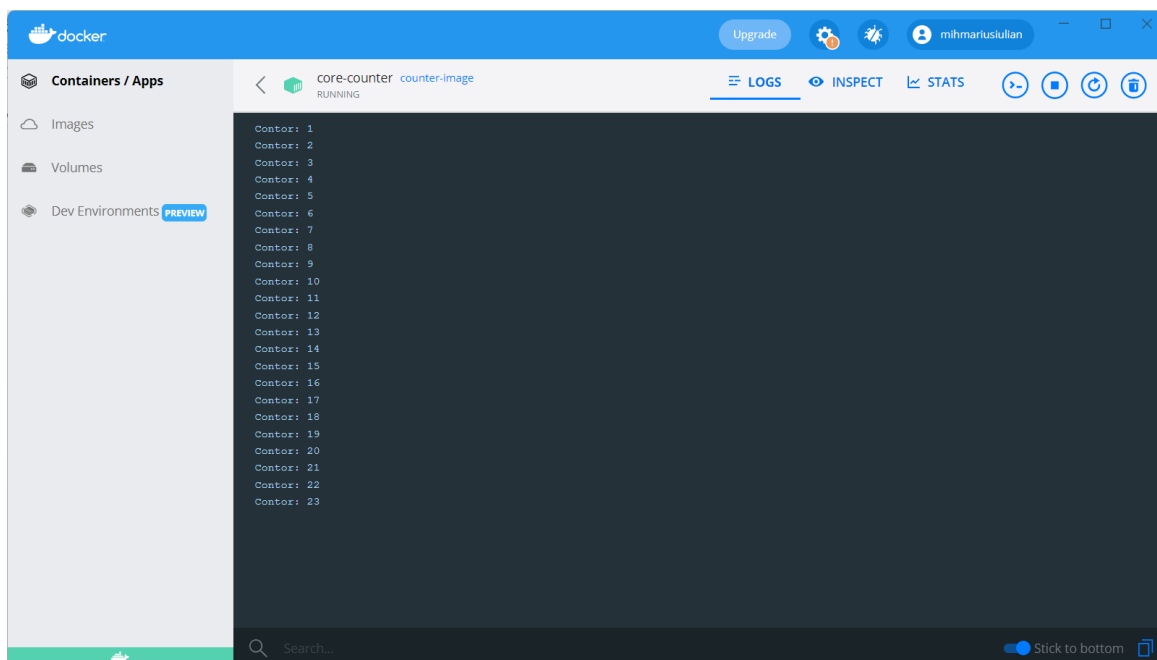 docker
Upgrade
mihmariusiulian
Containers / Apps
Images
Volumes
Dev Environments PREVIEW
core-counter counter-image
RUNNING
LOGS
INSPECT
STATS
Contor: 1
Contor: 2
Contor: 3
Contor: 4
Contor: 5
Contor: 6
Contor: 7
Contor: 8
Contor: 9
Contor: 10
Contor: 11
Contor: 12
Contor: 13
Contor: 14
Contor: 15
Contor: 16
Contor: 17
Contor: 18
Contor: 19
Contor: 20
Contor: 21
Contor: 22
Contor: 23
Search...
Stick to bottom